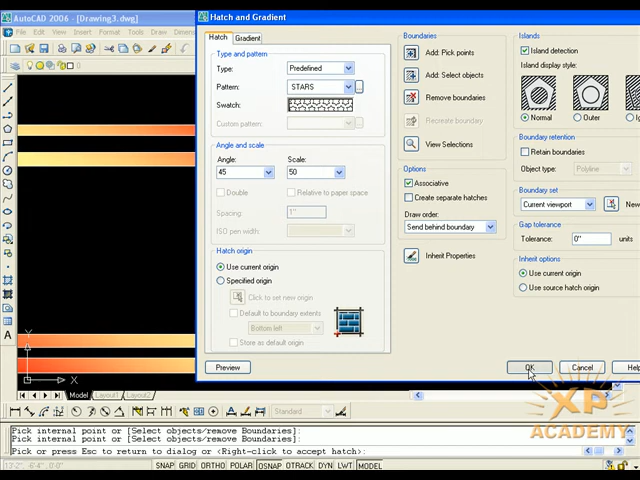 AutoCAD 2006 - [Drawing3.dwg]
Hatch and Gradient
Hatch
Gradient
Type and pattern
Type:
Predefined
Pattern:
STARS
Swatch:
Custom pattern:
Angle and scale
Angle:
Scale:
45
50
Double
Relative to paper space
Spacing:
1"
ISO pen width:
Hatch origin
Use current origin
Specified origin
Click to set new origin
Default to boundary extents
Bottom left
Store as default origin
Preview
Boundaries
Add: Pick points
Add: Select objects
Remove boundaries
Recreate boundary
View Selections
Options
Associative
Create separate hatches
Draw order:
Send behind boundary
Inherit Properties
Islands
Island detection
Island display style:
Normal
Outer
Boundary retention
Retain boundaries
Object type:
Polyline
Boundary set
Current viewport
New
Gap tolerance
Tolerance:
0"
units
Inherit options
Use current origin
Use source hatch origin
OK
Cancel
Help
Y
X
Model
Layout1
Layout2
Standard
XP
ACADEMY
Pick internal point or [Select objects/remove Boundaries]:
Pick internal point or [Select objects/remove Boundaries]:
Pick or press Esc to return to dialog or <Right-click to accept hatch>:
SNAP GRID ORTHO POLAR OSNAP OTRACK DYN LWT MODEL